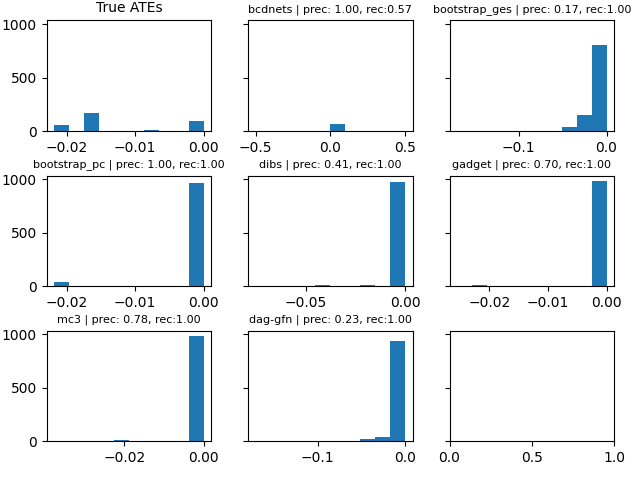 True ATEs
bcdnets | prec: 1.00, rec:0.57
bootstrap_ges | prec: 0.17, rec:1.00
1000
500
0
−0.02 −0.01 0.00
−0.5 0.0 0.5
−0.1 0.0
bootstrap_pc | prec: 1.00, rec:1.00
dibs | prec: 0.41, rec:1.00
gadget | prec: 0.70, rec:1.00
1000
500
0
−0.02 −0.01 0.00
−0.05 0.00
−0.02 −0.01 0.00
mc3 | prec: 0.78, rec:1.00
dag-gfn | prec: 0.23, rec:1.00
1000
500
0
−0.02 0.00
−0.1 0.0
0.0 0.5 1.0